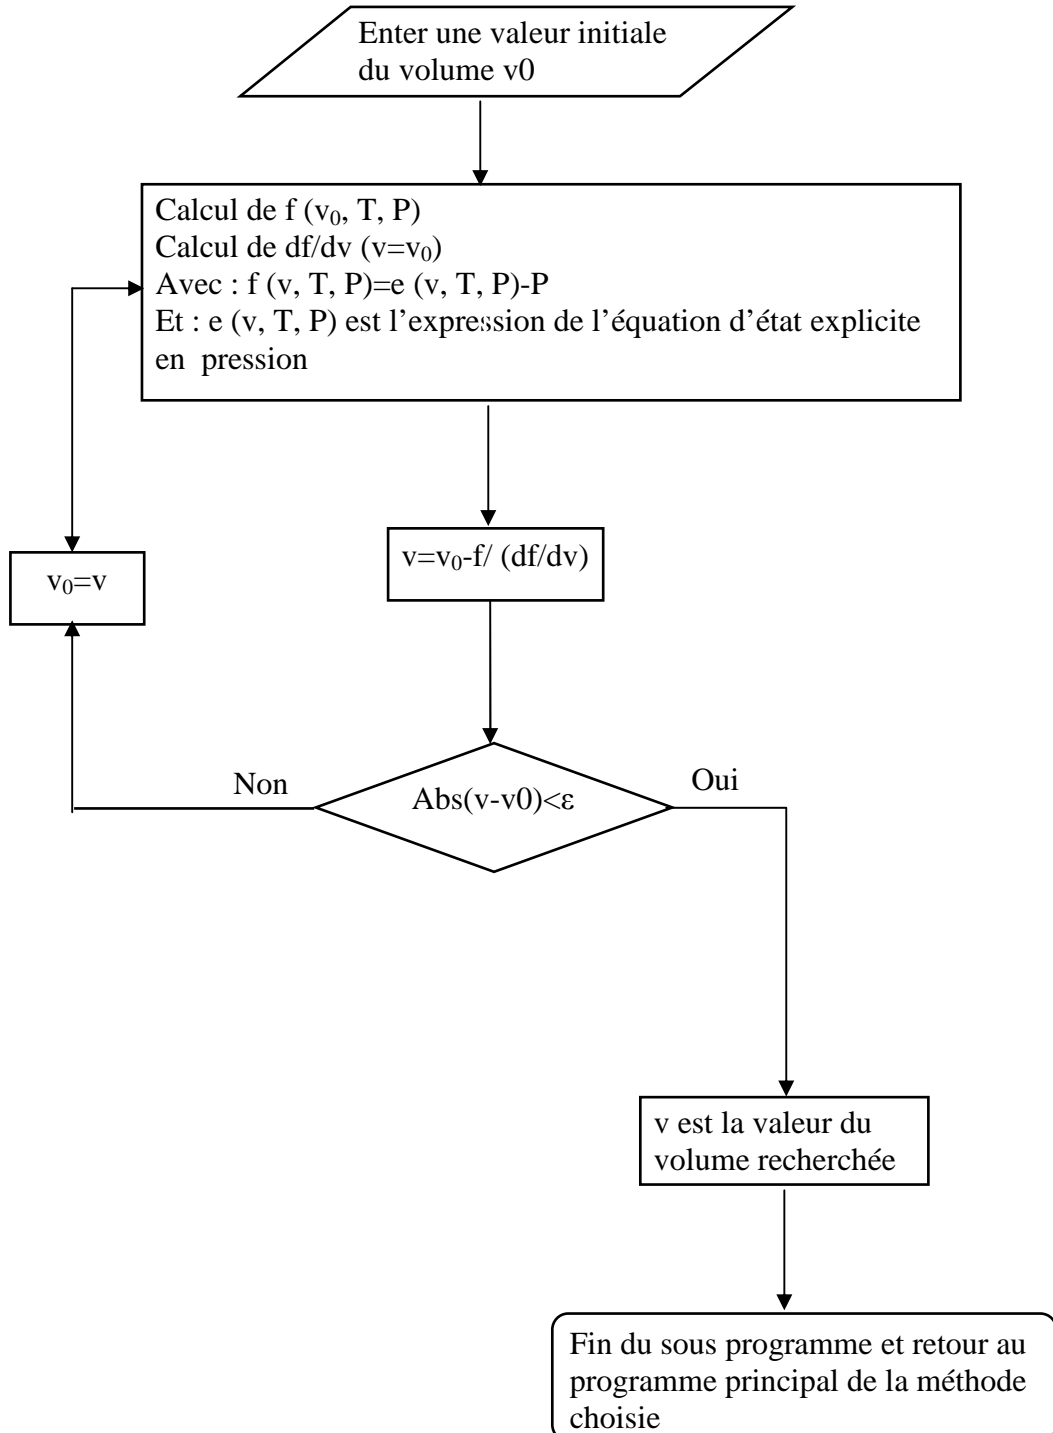 Enter une valeur initiale
du volume v0
Calcul de f (v₀, T, P)
Calcul de df/dv (v=v₀)
Avec : f (v, T, P)=e (v, T, P)-P
Et : e (v, T, P) est l’expression de l’équation d’état explicite
en pression
v=v₀-f/ (df/dv)
v₀=v
Non
Abs(v-v0)<ε
Oui
v est la valeur du
volume recherchée
Fin du sous programme et retour au
programme principal de la méthode
choisie